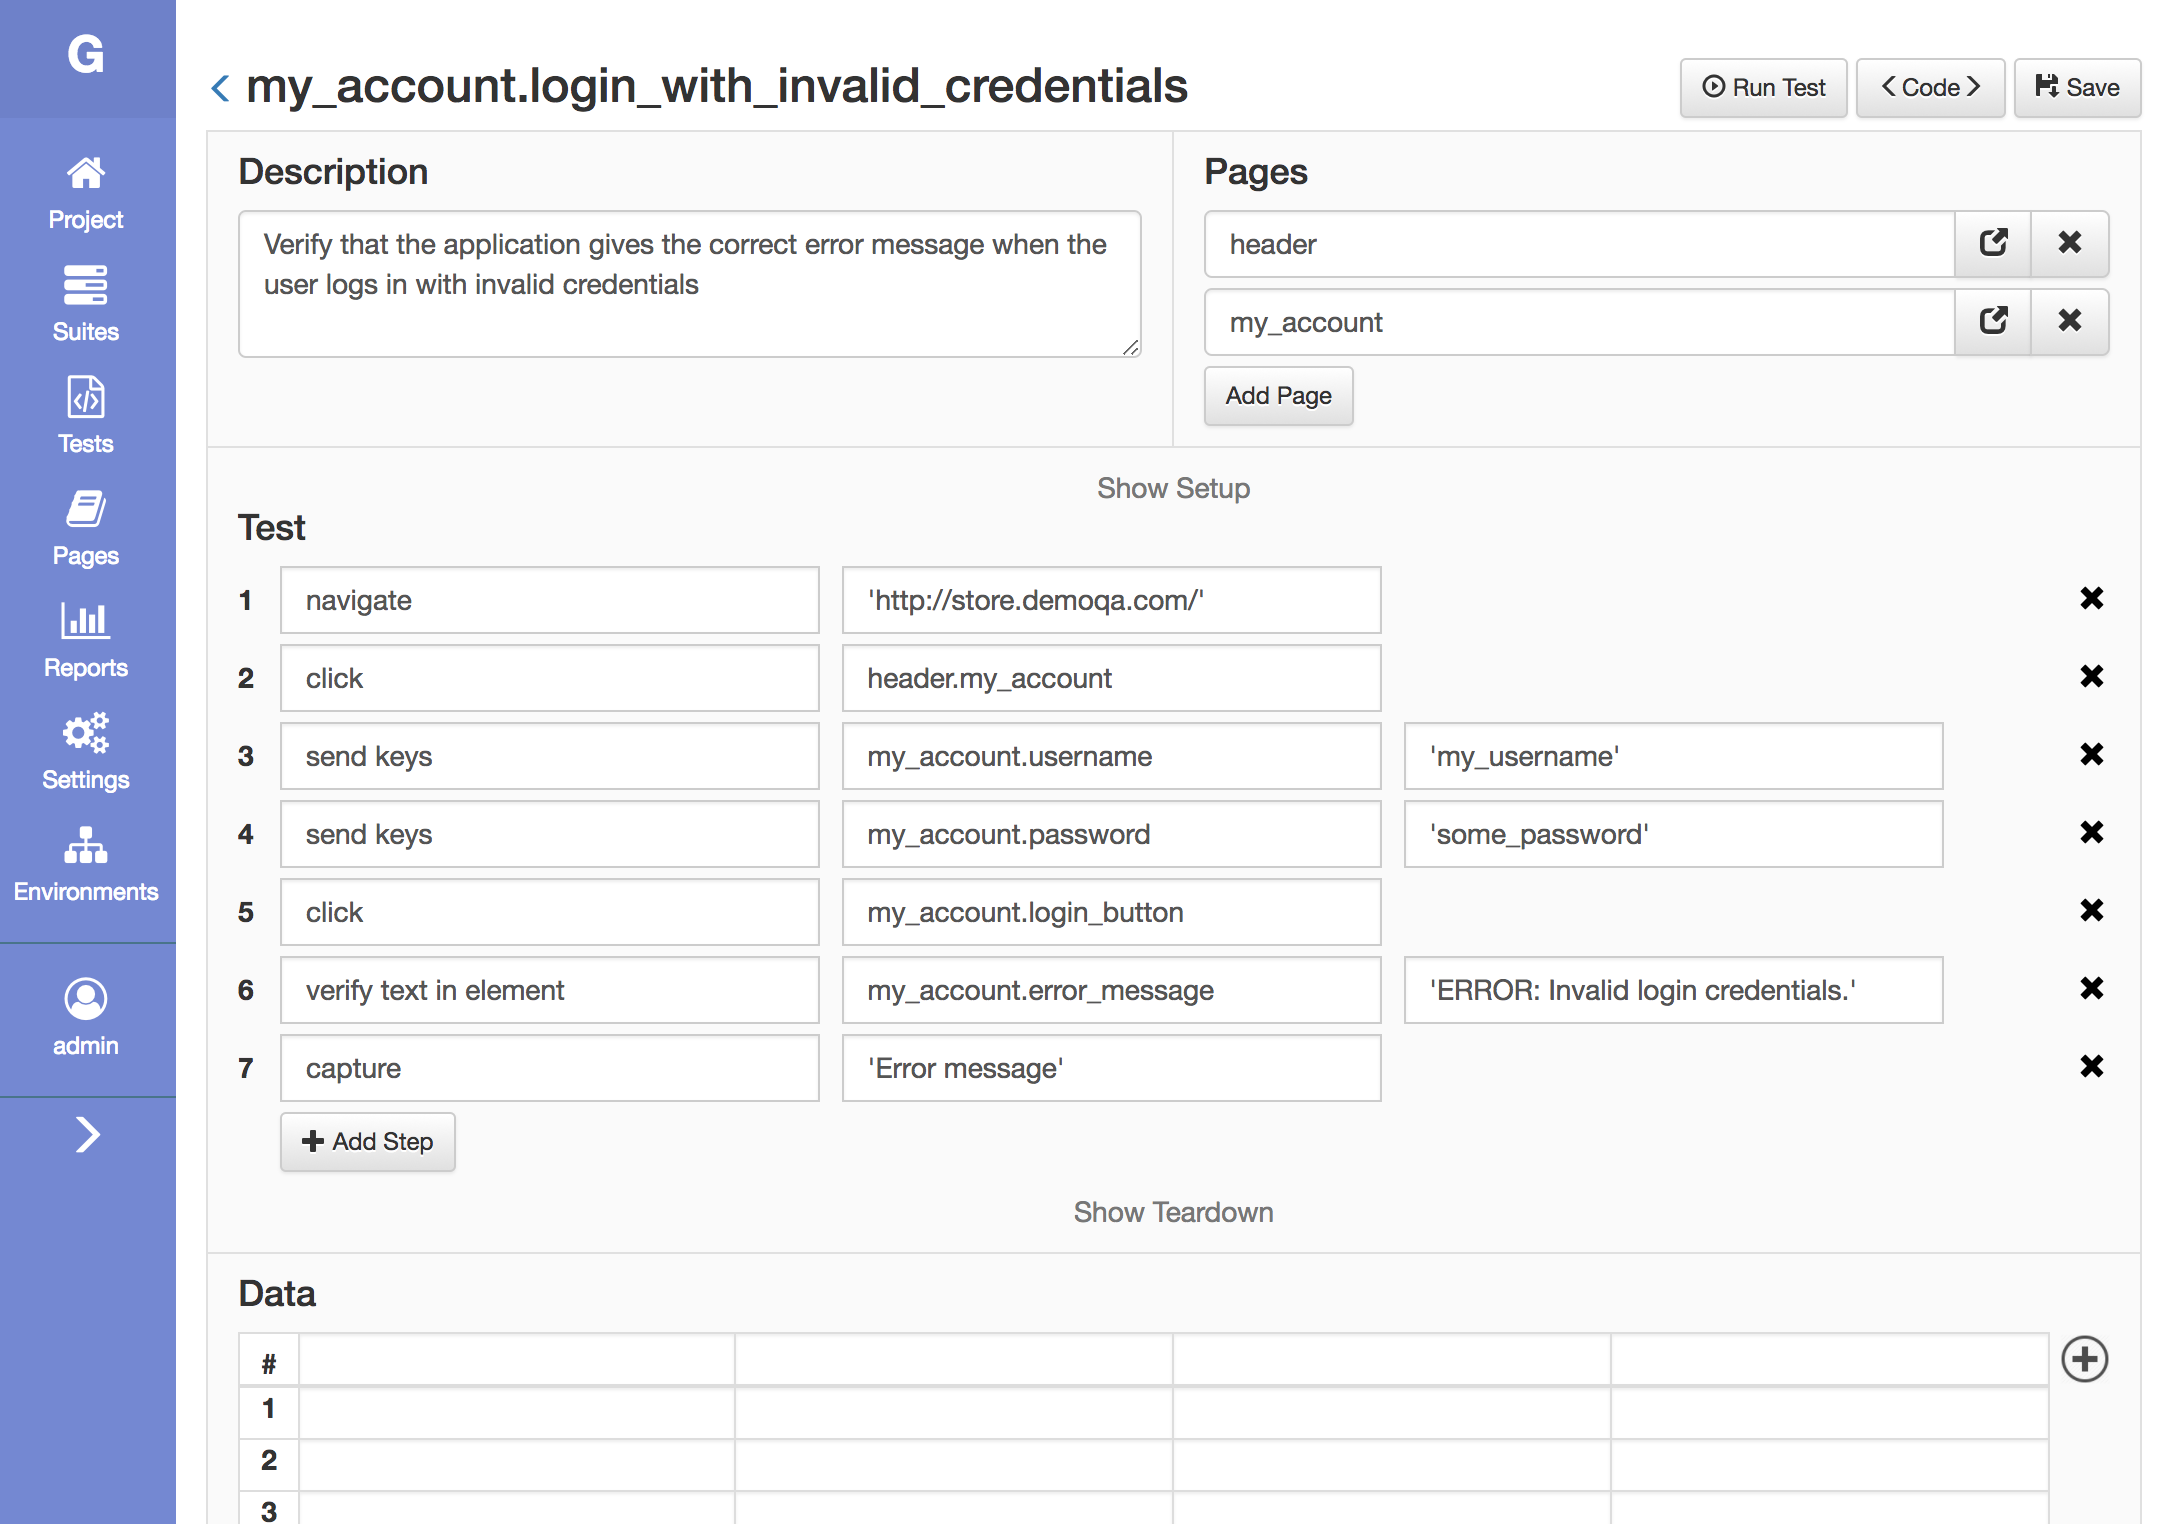 G
my_account.login_with_invalid_credentials
Run Test
Code
Save
Project
Suites
Tests
Pages
Reports
Settings
Environments
admin
Description
Verify that the application gives the correct error message when the
user logs in with invalid credentials
Pages
header
my_account
Add Page
Show Setup
Test
1 navigate 'http://store.demoqa.com/'
2 click header.my_account
3 send keys my_account.username 'my_username'
4 send keys my_account.password 'some_password'
5 click my_account.login_button
6 verify text in element my_account.error_message 'ERROR: Invalid login credentials.'
7 capture 'Error message'
Add Step
Show Teardown
Data
#
1
2
3